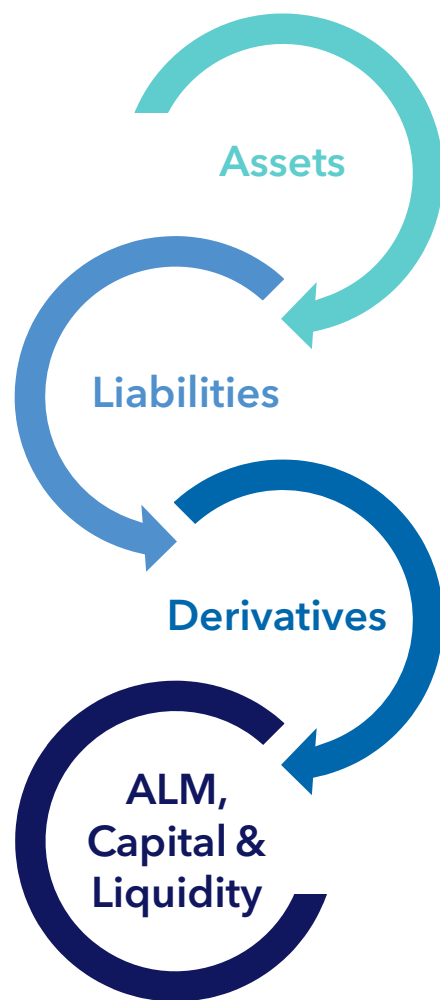 Assets
Liabilities
Derivatives
ALM,
Capital &
Liquidity